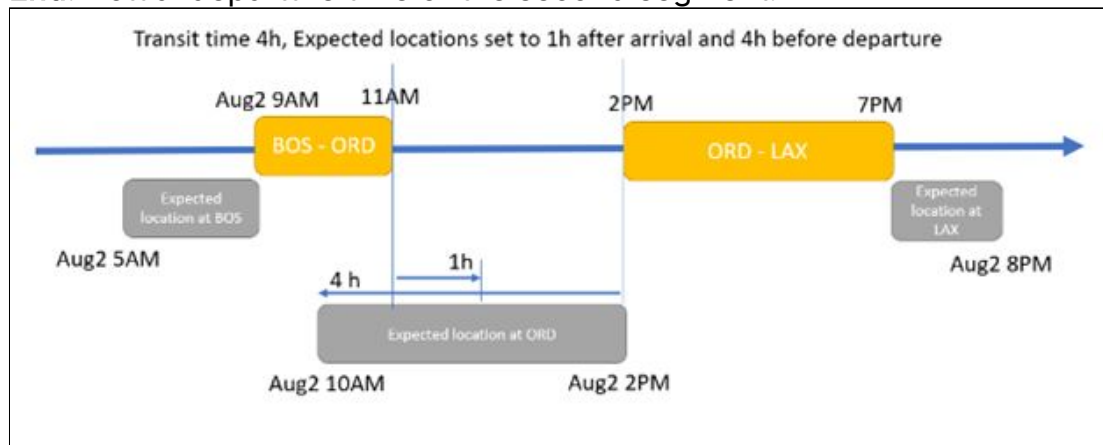 Transit time 4h, Expected locations set to 1h after arrival and 4h before departure
Aug2 9AM
11AM
2PM
7PM
BOS - ORD
ORD - LAX
Expected
location at BOS
Expected
location at
LAX
Aug2 5AM
Aug2 8PM
1h
4 h
Expected location at ORD
Aug2 10AM
Aug2 2PM